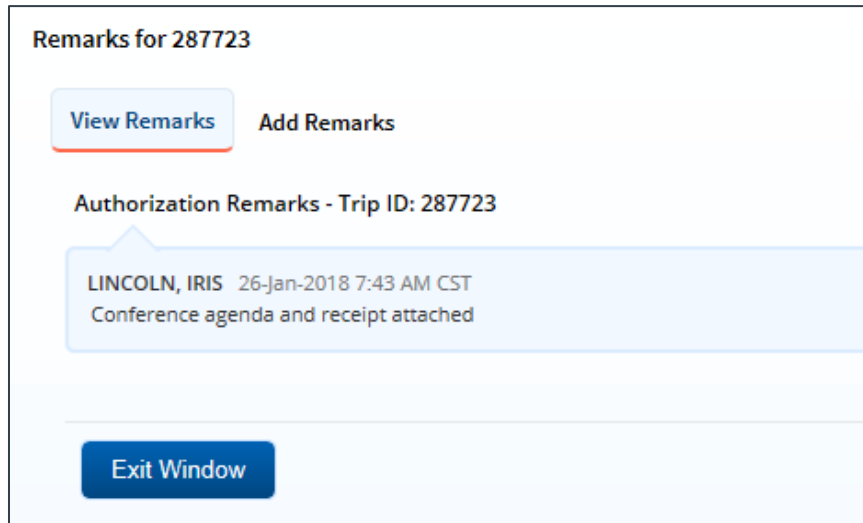 Remarks for 287723
View Remarks
Add Remarks
Authorization Remarks - Trip ID: 287723
LINCOLN, IRIS 26-Jan-2018 7:43 AM CST
Conference agenda and receipt attached
Exit Window